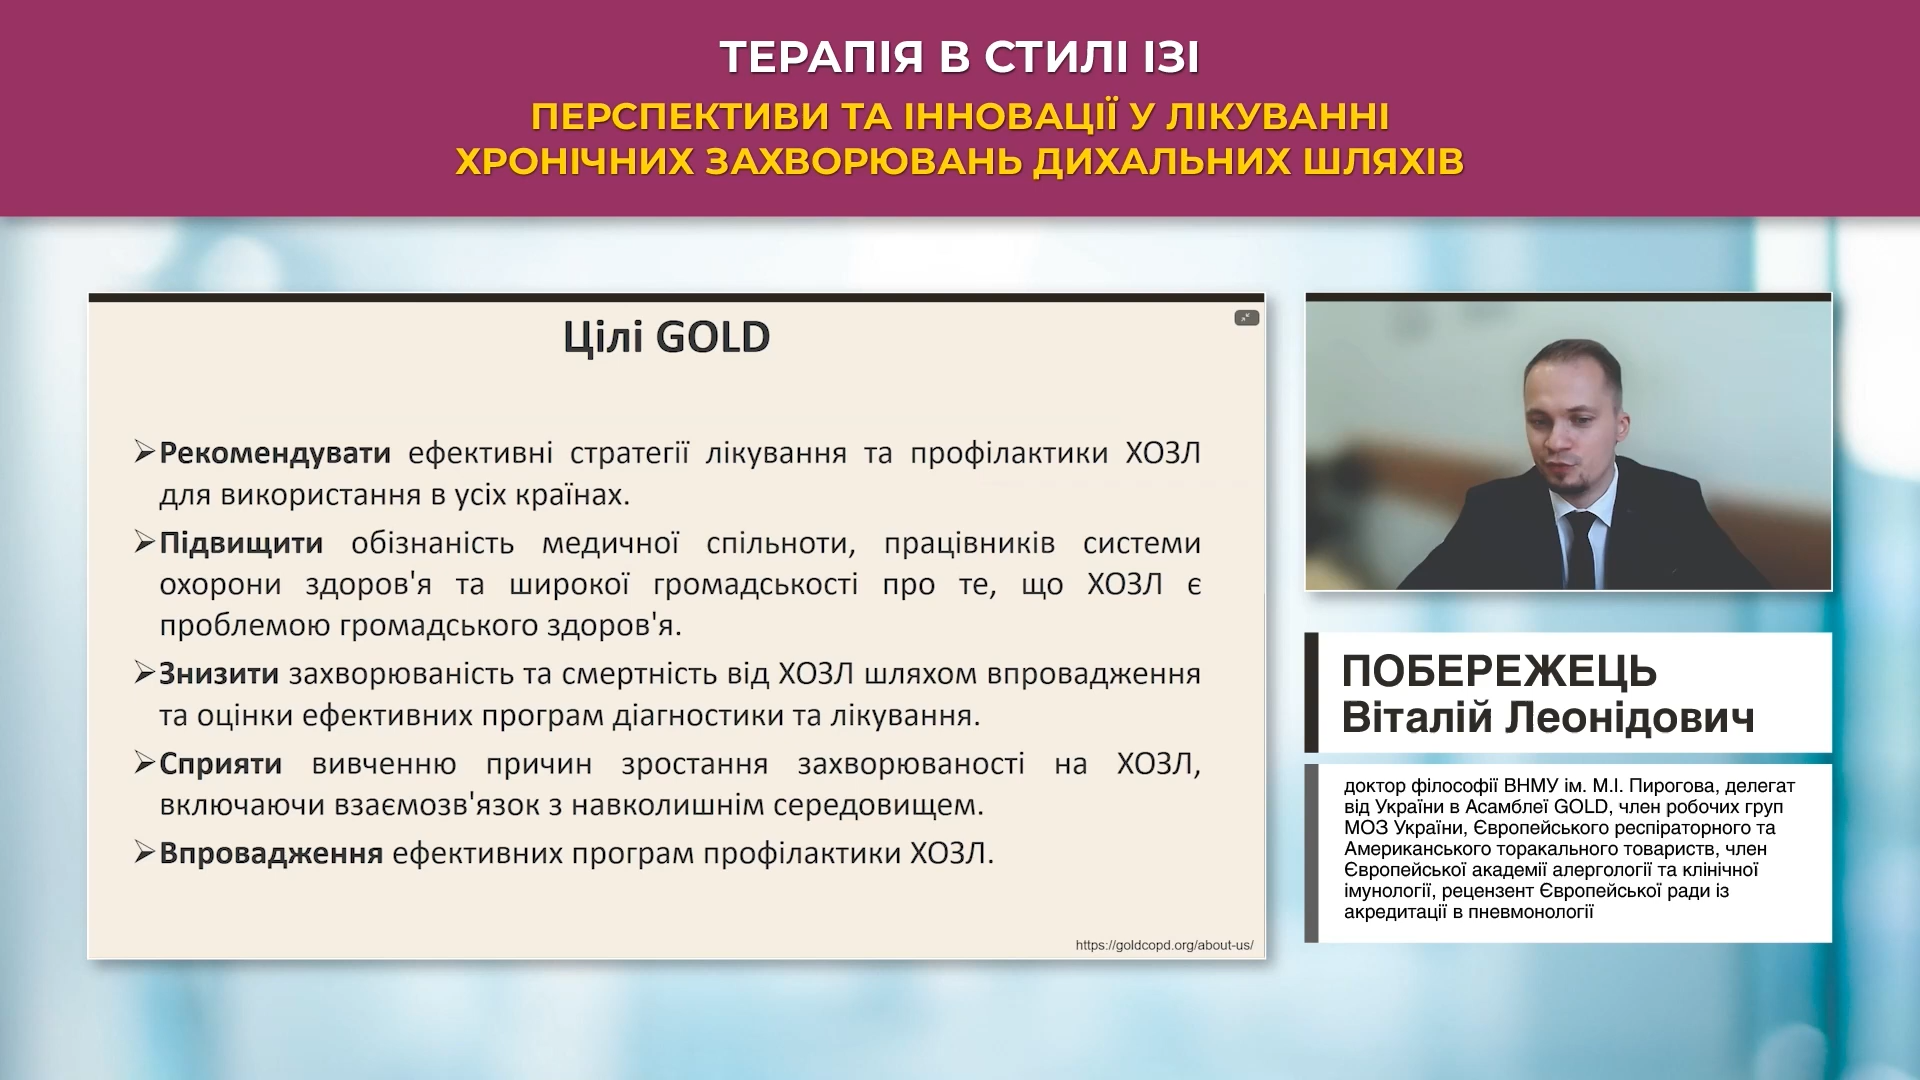 ТЕРАПІЯ В СТИЛІ ІЗІ
ПЕРСПЕКТИВИ ТА ІННОВАЦІЇ У ЛІКУВАННІ
ХРОНІЧНИХ ЗАХВОРЮВАНЬ ДИХАЛЬНИХ ШЛЯХІВ
Цілі GOLD
➢Рекомендувати ефективні стратегії лікування та профілактики ХОЗЛ
для використання в усіх країнах.
➢Підвищити обізнаність медичної спільноти, працівників системи
охорони здоров'я та широкої громадськості про те, що ХОЗЛ є
проблемою громадського здоров'я.
➢Знизити захворюваність та смертність від ХОЗЛ шляхом впровадження
та оцінки ефективних програм діагностики та лікування.
➢Сприяти вивченню причин зростання захворюваності на ХОЗЛ,
включаючи взаємозв'язок з навколишнім середовищем.
➢Впровадження ефективних програм профілактики ХОЗЛ.
https://goldcopd.org/about-us/
ПОБЕРЕЖЕЦЬ
Віталій Леонідович
доктор філософії ВНМУ ім. М.І. Пирогова, делегат
від України в Асамблеї GOLD, член робочих груп
МОЗ України, Європейського респіраторного та
Американського торакального товариств, член
Європейської академії алергології та клінічної
імунології, рецензент Європейської ради із
акредитації в пневмонології